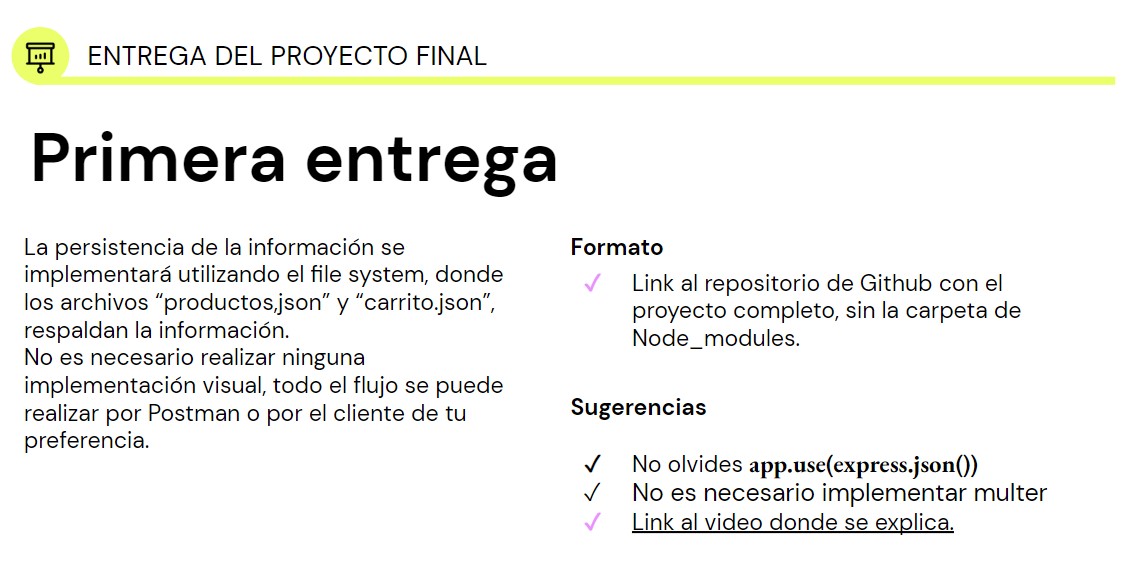 ENTREGA DEL PROYECTO FINAL
Primera entrega
La persistencia de la información se
implementará utilizando el file system, donde
los archivos “productos,json” y “carrito.json”,
respaldan la información.
No es necesario realizar ninguna
implementación visual, todo el flujo se puede
realizar por Postman o por el cliente de tu
preferencia.
Formato
✓ Link al repositorio de Github con el
proyecto completo, sin la carpeta de
Node_modules.
Sugerencias
✓ No olvides app.use(express.json())
✓ No es necesario implementar multer
✓ Link al video donde se explica.